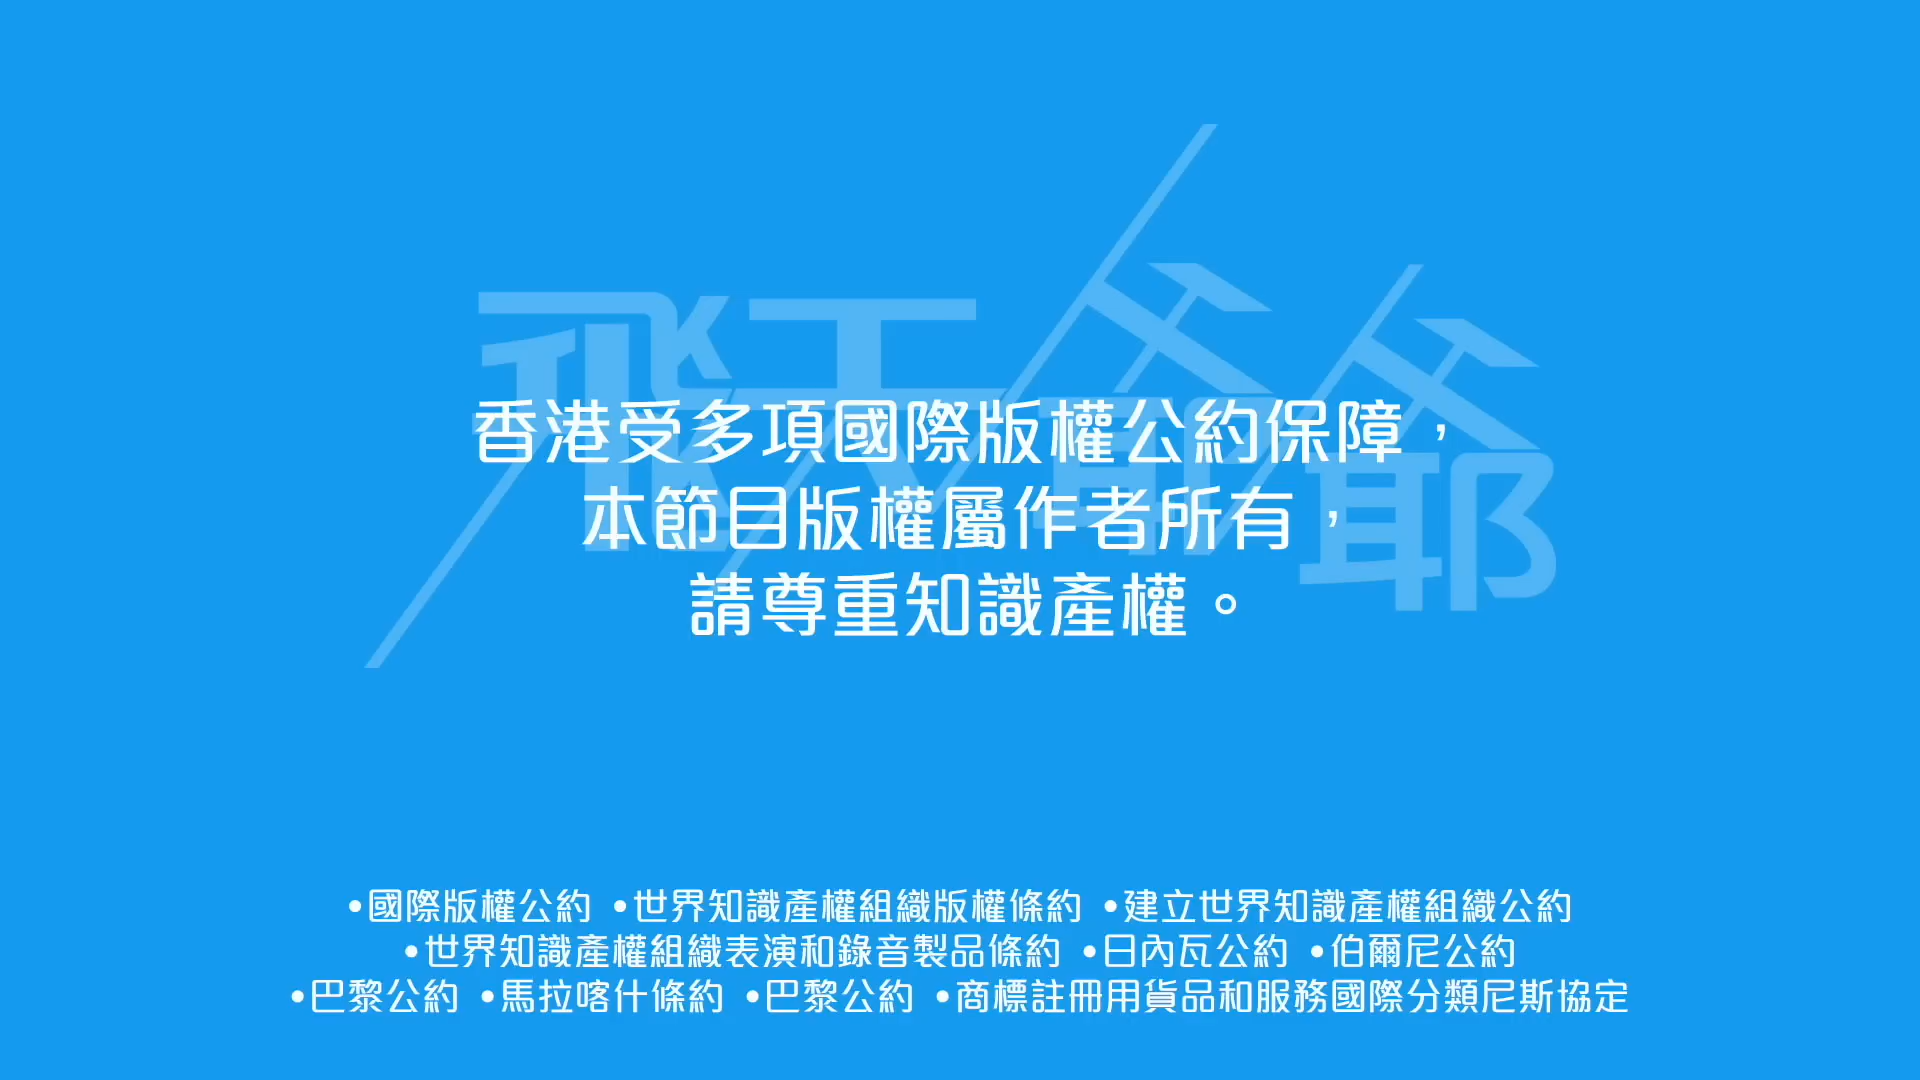 飛天爺爺
香港受多項國際版權公約保障，
本節目版權屬作者所有，
請尊重知識產權。
•國際版權公約 •世界知識產權組織版權條約 •建立世界知識產權組織公約
•世界知識產權組織表演和錄音製品條約 •日內瓦公約 •伯爾尼公約
•巴黎公約 •馬拉喀什條約 •巴黎公約 •商標註冊用貨品和服務國際分類尼斯協定